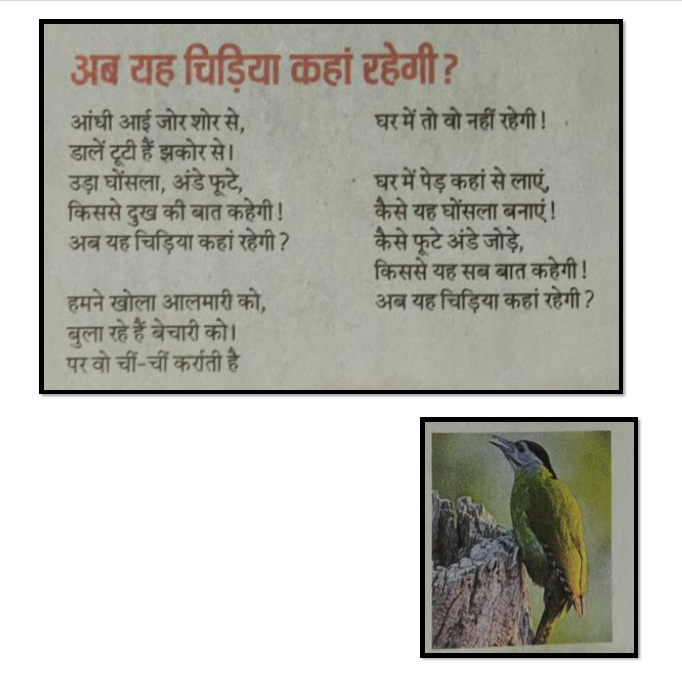 अब यह चिड़िया कहां रहेगी?
आंधी आई जोर शोर से,
डालें टूटी हैं झकोर से।
उड़ा घोंसला, अंडे फूटे,
किससे दुख की बात कहेगी!
अब यह चिड़िया कहां रहेगी?
हमने खोला आलमारी को,
बुला रहे हैं बेचारी को।
पर वो चीं-चीं कर्राती है
घर में तो वो नहीं रहेगी!
घर में पेड़ कहां से लाएं,
कैसे यह घोंसला बनाएं!
कैसे फूटे अंडे जोड़े,
किससे यह सब बात कहेगी!
अब यह चिड़िया कहां रहेगी?